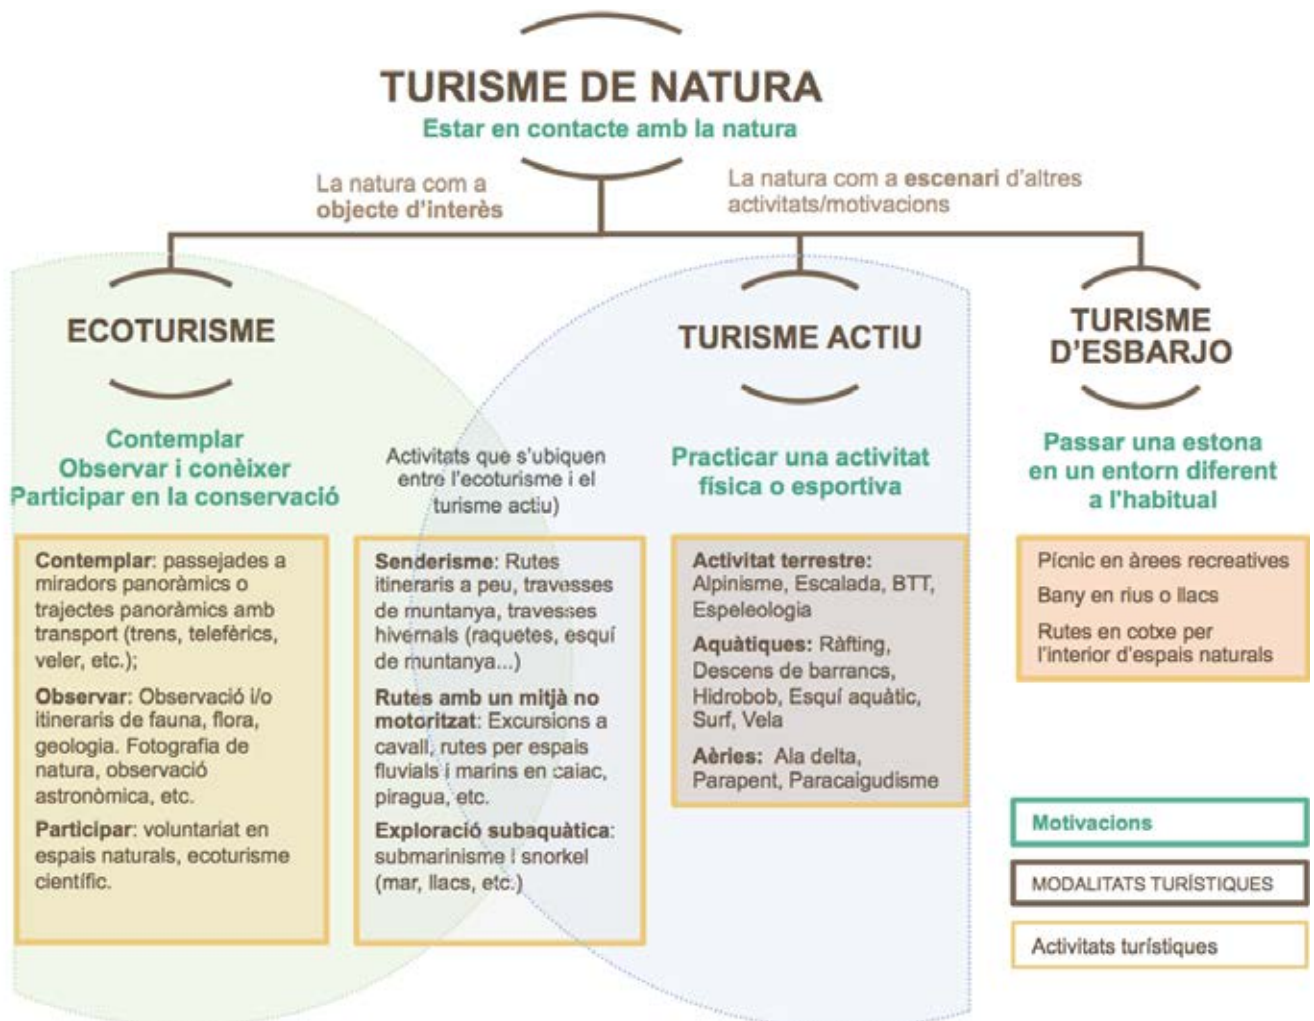 TURISME DE NATURA
Estar en contacte amb la natura
La natura com a
objecte d'interès
La natura com a escenari d'altres
activitats/motivacions
ECOTURISME
Contemplar
Observar i conèixer
Participar en la conservació
Contemplar: passejades a
miradors panoràmics o
trajectes panoràmics amb
transport (trens, telefèrics,
veler, etc.);
Observar: Observació i/o
itineraris de fauna, flora,
geologia. Fotografia de
natura, observació
astronòmica, etc.
Participar: voluntariat en
espais naturals, ecoturisme
científic.
Activitats que s'ubiquen
entre l'ecoturisme i el
turisme actiu)
Senderisme: Rutes
itineraris a peu, travesses
de muntanya, travesses
hivernals (raquetes, esquí
de muntanya...)
Rutes amb un mitjà no
motoritzat: Excursions a
cavall, rutes per espais
fluvials i marins en caiac,
piragua, etc.
Exploració subaquàtica:
submarinisme i snorkel
(mar, llacs, etc.)
TURISME ACTIU
Practicar una activitat
física o esportiva
Activitat terrestre:
Alpinisme, Escalada, BTT,
Espeleologia
Aquàtiques: Ràfting,
Descens de barrancs,
Hidrobob, Esquí aquàtic,
Surf, Vela
Aèries: Ala delta,
Parapent, Paracaigudisme
TURISME
D'ESBARJO
Passar una estona
en un entorn diferent
a l'habitual
Pícnic en àrees recreatives
Bany en rius o llacs
Rutes en cotxe per
l'interior d'espais naturals
Motivacions
MODALITATS TURÍSTIQUES
Activitats turístiques